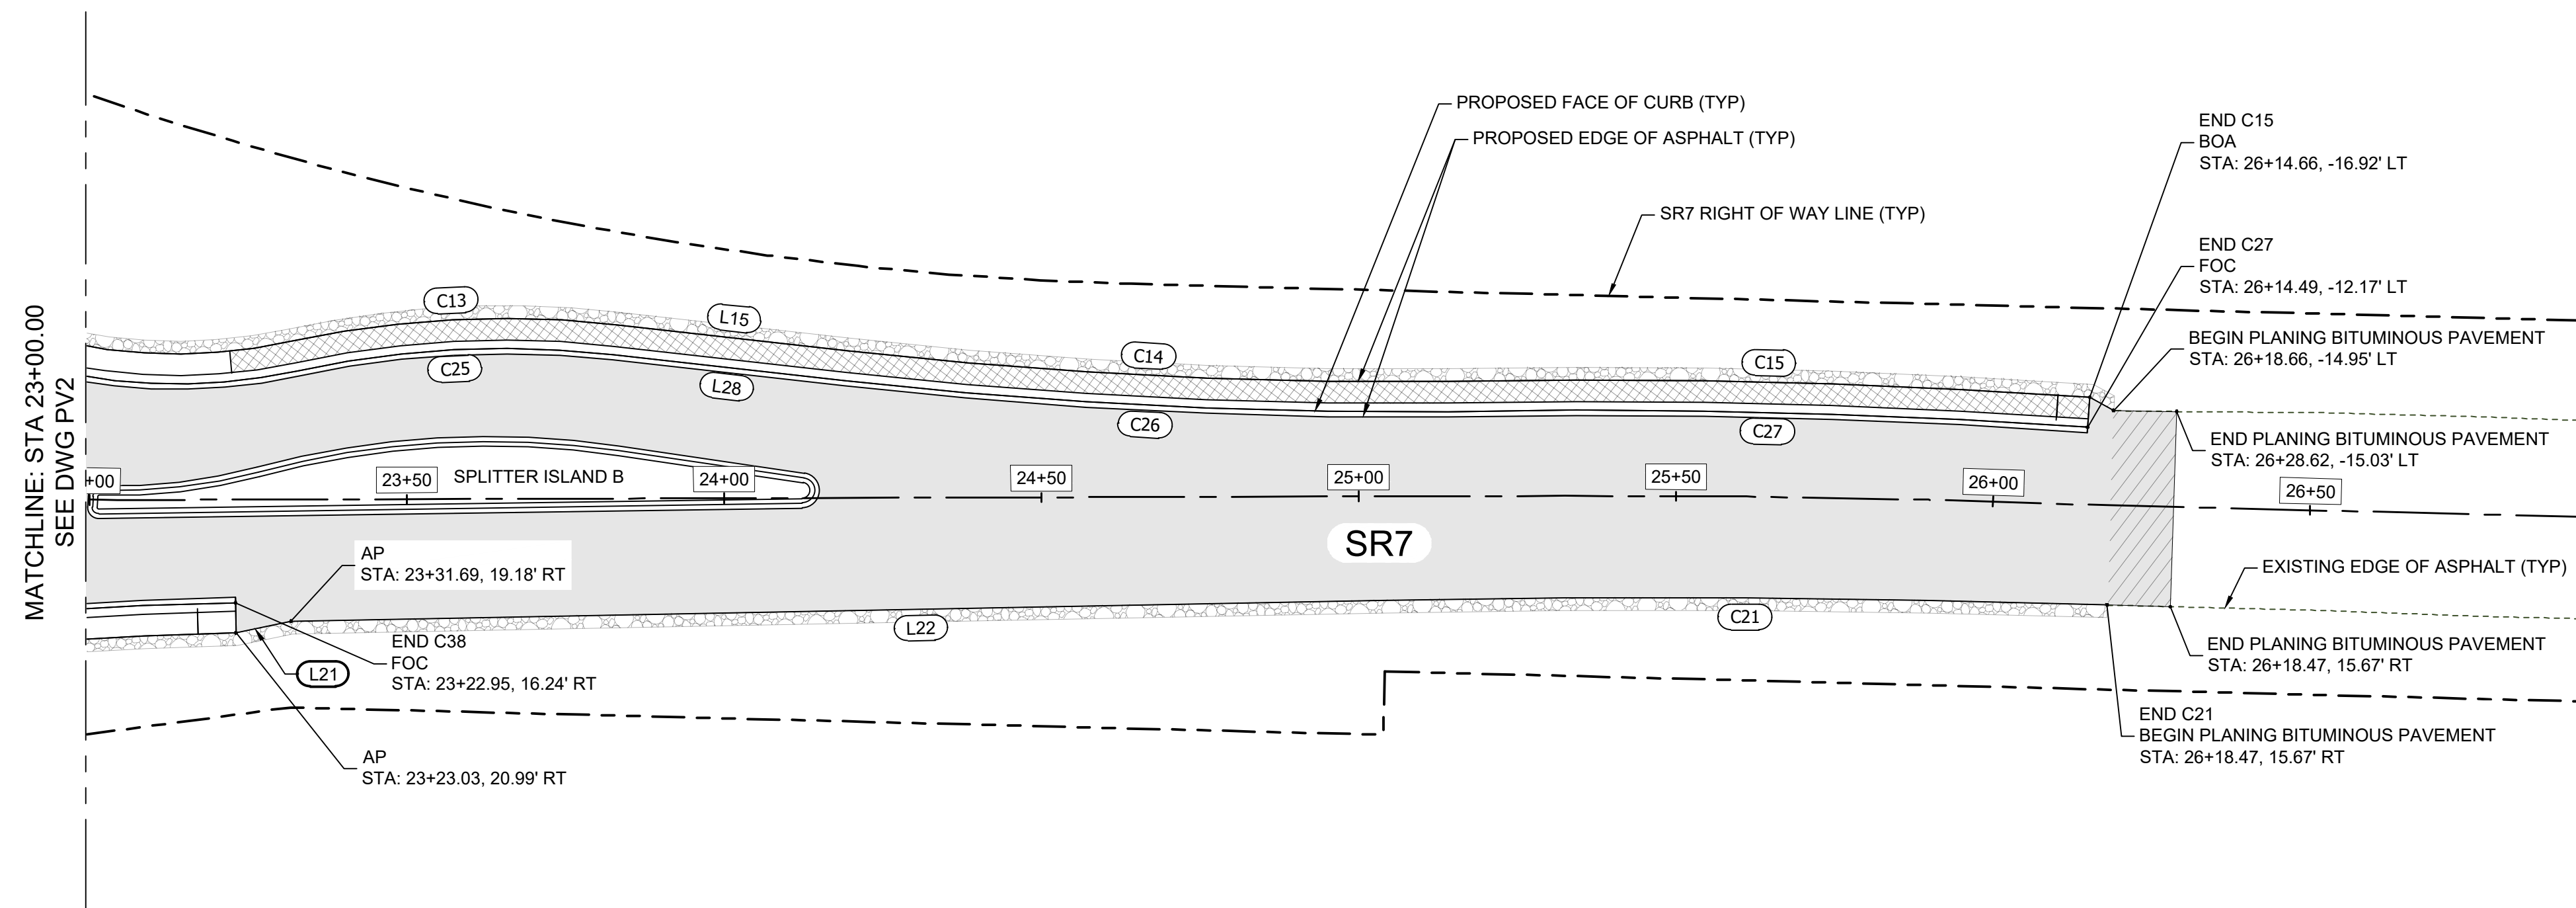 MATCHLINE: STA 23+00.00
SEE DWG PV2
PROPOSED FACE OF CURB (TYP)
PROPOSED EDGE OF ASPHALT (TYP)
SR7 RIGHT OF WAY LINE (TYP)
END C15
BOA
STA: 26+14.66, -16.92' LT
END C27
FOC
STA: 26+14.49, -12.17' LT
BEGIN PLANING BITUMINOUS PAVEMENT
STA: 26+18.66, -14.95' LT
END PLANING BITUMINOUS PAVEMENT
STA: 26+28.62, -15.03' LT
C13
L15
C14
C15
C25
L28
C26
C27
+00
23+50
SPLITTER ISLAND B
24+00
24+50
25+00
25+50
26+00
26+50
SR7
AP
STA: 23+31.69, 19.18' RT
EXISTING EDGE OF ASPHALT (TYP)
L22
C21
END C38
FOC
STA: 23+22.95, 16.24' RT
L21
END PLANING BITUMINOUS PAVEMENT
STA: 26+18.47, 15.67' RT
END C21
BEGIN PLANING BITUMINOUS PAVEMENT
STA: 26+18.47, 15.67' RT
AP
STA: 23+23.03, 20.99' RT